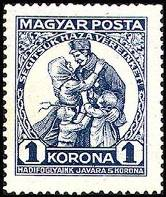 MAGYAR POSTA
SEGÍTSÜK HAZA VÉREINKET
1 KORONA 1
HADIFOGLYAINK JAVÁRA 5 KORONA